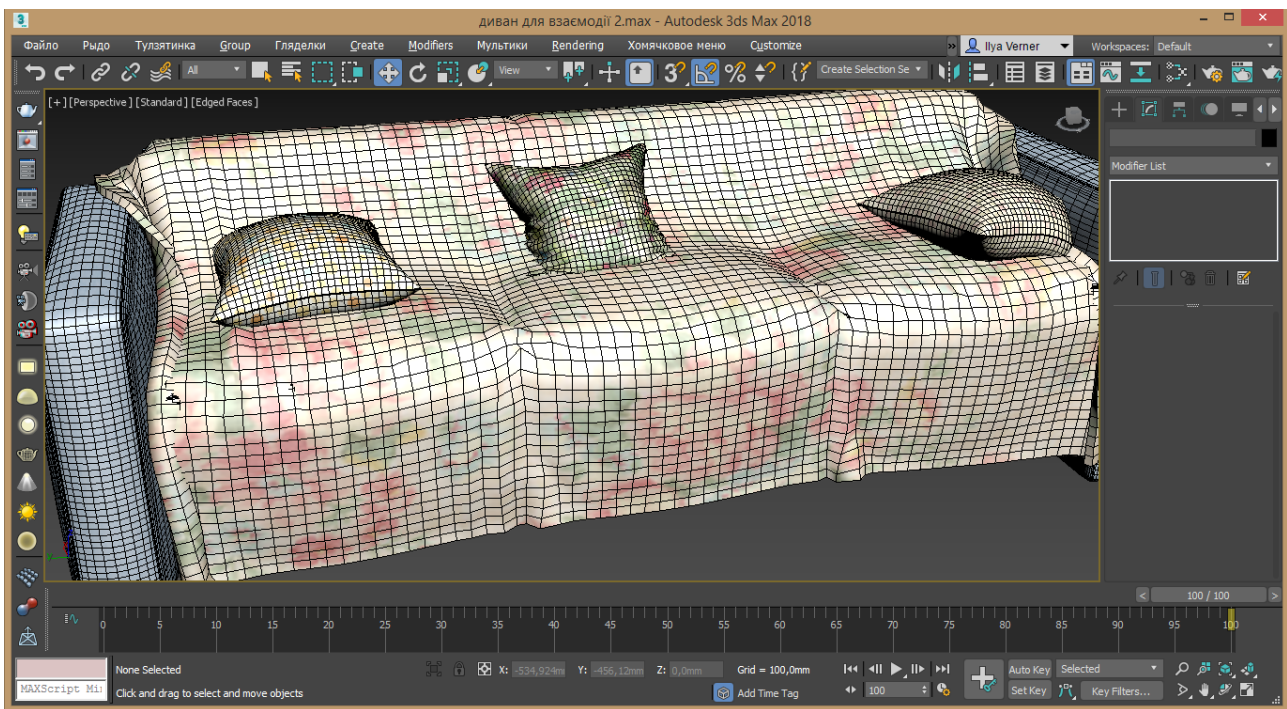 диван для взаємодії 2.max - Autodesk 3ds Max 2018
Файло Рыдо Тулзятинка Group Гляделки Create Modifiers Мультики Rendering Хомячковое меню Customize » Ilya Verner Workspaces: Default
All View Create Selection Se
[+] [Perspective ] [Standard ] [Edged Faces ]
Modifier List
< 100 / 100 >
0 5 10 15 20 25 30 35 40 45 50 55 60 65 70 75 80 85 90 95 100
None Selected X: -534,924m Y: -456,12mm Z: 0,0mm Grid = 100,0mm Auto Key Selected
MAXScript Mi: Click and drag to select and move objects Add Time Tag 100 Set Key Key Filters...